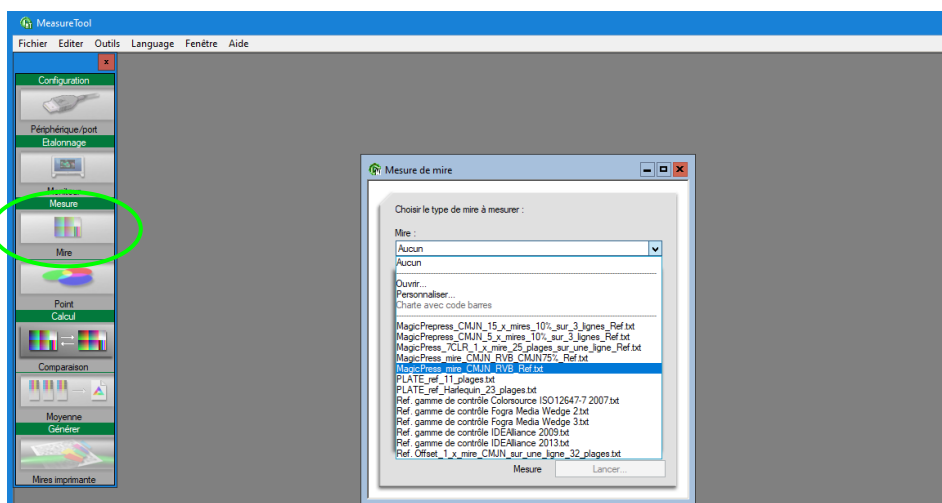 MeasureTool
Fichier Editer Outils Language Fenêtre Aide
x
Configuration
Périphérique/port
Etalonnage
Moniteur
Mesure
Mire
Point
Calcul
Comparaison
Moyenne
Générer
Mires imprimante
Mesure de mire
Choisir le type de mire à mesurer :
Mire :
Aucun
Aucun
Ouvrir...
Personnaliser...
Charte avec code barres
MagicPrepress_CMJN_15_x_mires_10%_sur_3_lignes_Ref.txt
MagicPrepress_CMJN_5_x_mires_10%_sur_3_lignes_Ref.txt
MagicPress_7CLR_1_x_mire_25_plages_sur_une_ligne_Ref.txt
MagicPress_mire_CMJN_RVB_CMJN75%_Ref.txt
MagicPress_mire_CMJN_RVB_Ref.txt
PLATE_ref_11_plages.txt
PLATE_ref_Harlequin_23_plages.txt
Ref. gamme de contrôle Colorsource ISO12647-7 2007.txt
Ref. gamme de contrôle Fogra Media Wedge 2.txt
Ref. gamme de contrôle Fogra Media Wedge 3.txt
Ref. gamme de contrôle IDEAlliance 2009.txt
Ref. gamme de contrôle IDEAlliance 2013.txt
Ref. Offset_1_x_mire_CMJN_sur_une_ligne_32_plages.txt
Mesure Lancer...